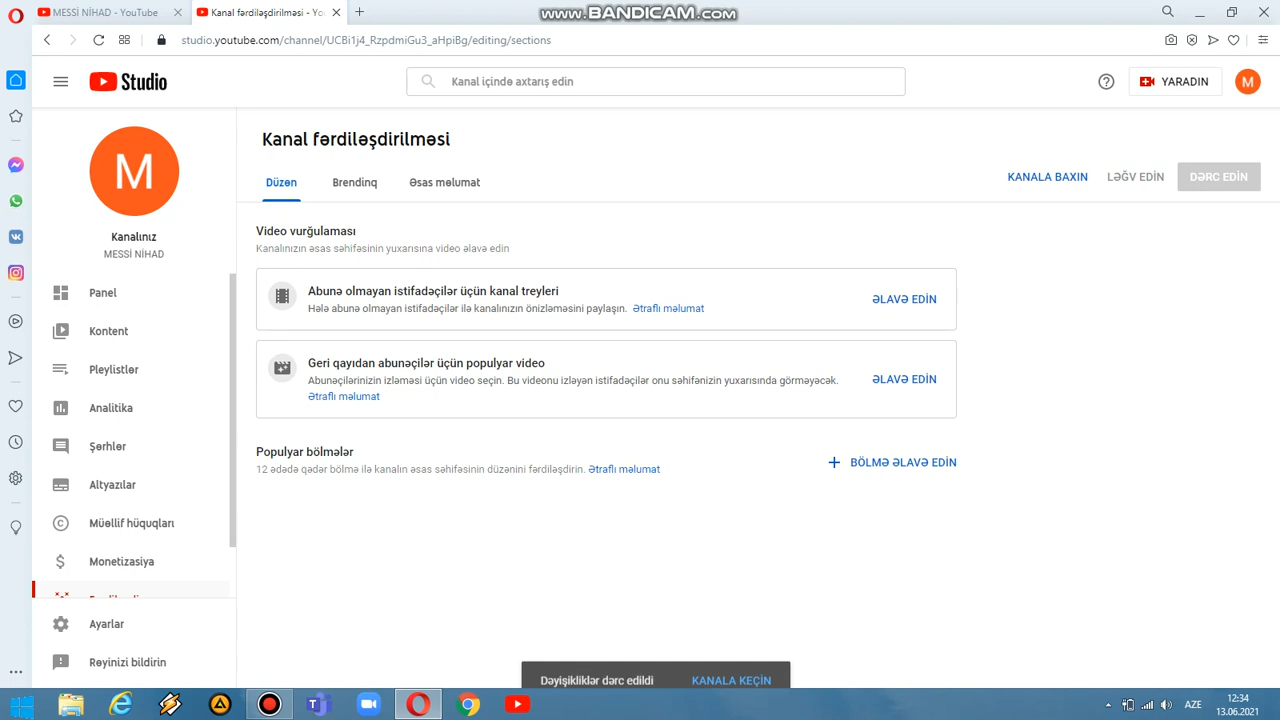 MESSİ NİHAD - YouTube
Kanal fərdiləşdirilməsi - Yo
www.BANDICAM.com
studio.youtube.com/channel/UCBi1j4_RzpdmiGu3_aHpiBg/editing/sections
Studio
Kanal içində axtarış edin
YARADIN
M
M
Kanalınız
MESSİ NİHAD
Panel
Kontent
Pleylistlər
Analitika
Şərhlər
Altyazılar
Müəllif hüquqları
Monetizasiya
Ayarlar
Rəyinizi bildirin
Kanal fərdiləşdirilməsi
Düzən
Brendinq
Əsas məlumat
KANALA BAXIN
LƏĞV EDİN
DƏRC EDİN
Video vurğulaması
Kanalınızın əsas səhifəsinin yuxarısına video əlavə edin
Abunə olmayan istifadəçilər üçün kanal treyleri
Hələ abunə olmayan istifadəçilər ilə kanalınızın önizləməsini paylaşın. Ətraflı məlumat
ƏLAVƏ EDİN
Geri qayıdan abunəçilər üçün populyar video
Abunəçilərinizin izləməsi üçün video seçin. Bu videonu izləyən istifadəçilər onu səhifənizin yuxarısında görməyəcək.
Ətraflı məlumat
ƏLAVƏ EDİN
Populyar bölmələr
12 ədədə qədər bölmə ilə kanalın əsas səhifəsinin düzənini fərdiləşdirin. Ətraflı məlumat
BÖLMƏ ƏLAVƏ EDİN
Dəyişikliklər dərc edildi
KANALA KEÇİN
AZE
12:34
13.06.2021